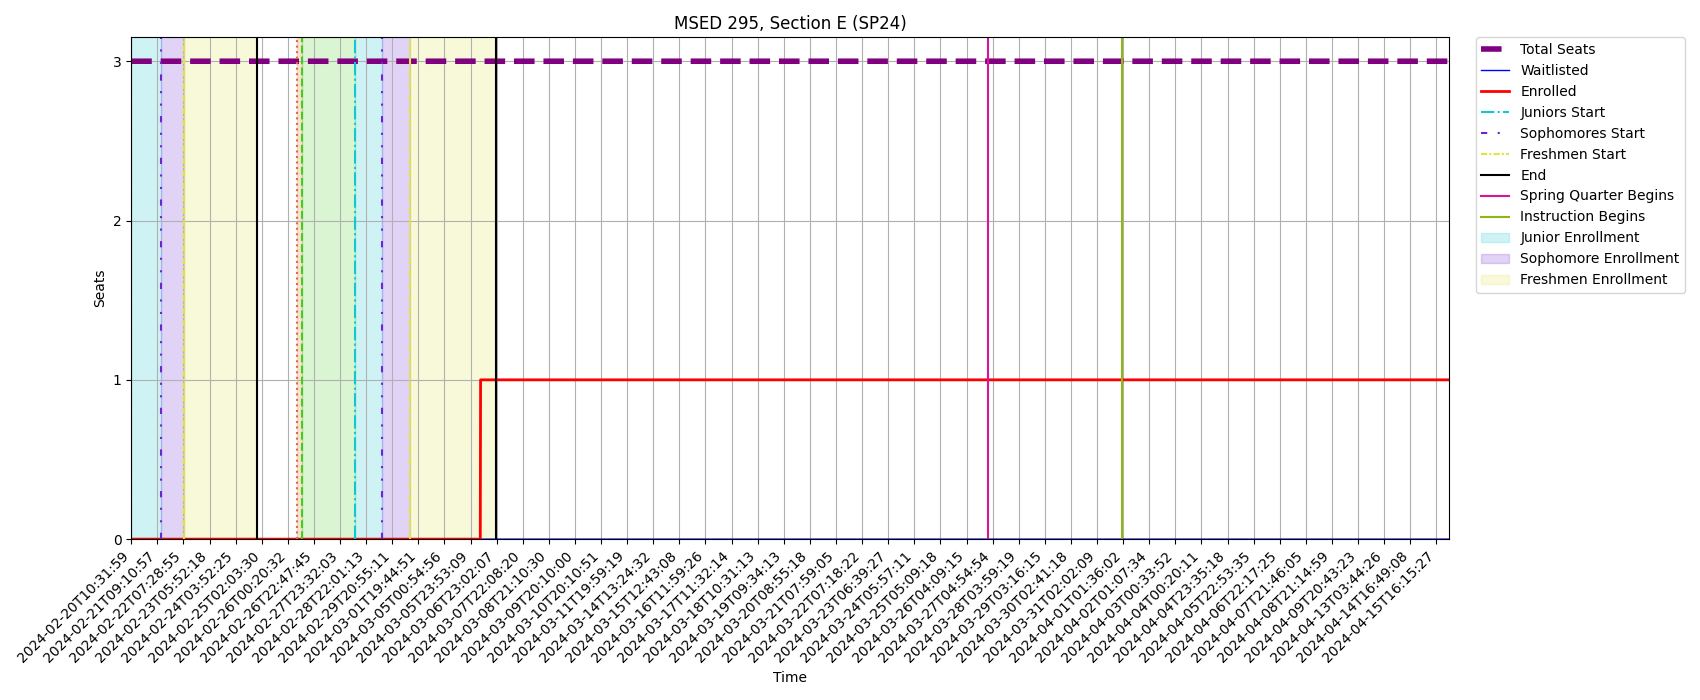 MSED 295, Section E (SP24)
3
2
1
0
Seats
2024-02-20T10:31:59
2024-02-21T09:10:57
2024-02-22T07:28:55
2024-02-23T05:52:18
2024-02-24T03:52:25
2024-02-25T02:03:30
2024-02-26T00:20:32
2024-02-26T22:47:45
2024-02-27T23:32:03
2024-02-28T22:01:13
2024-02-29T20:55:11
2024-03-01T19:44:51
2024-03-05T00:54:56
2024-03-05T23:53:09
2024-03-06T23:02:07
2024-03-07T22:08:20
2024-03-08T21:10:30
2024-03-09T20:10:00
2024-03-10T20:10:51
2024-03-11T19:59:19
2024-03-14T13:24:32
2024-03-15T12:43:08
2024-03-16T11:59:26
2024-03-17T11:32:14
2024-03-18T10:31:13
2024-03-19T09:34:13
2024-03-20T08:55:18
2024-03-21T07:59:05
2024-03-22T07:18:22
2024-03-23T06:39:27
2024-03-24T05:57:11
2024-03-25T05:09:18
2024-03-26T04:09:15
2024-03-27T04:54:54
2024-03-28T03:59:19
2024-03-29T03:16:15
2024-03-30T02:41:18
2024-03-31T02:02:09
2024-04-01T01:36:02
2024-04-02T01:07:34
2024-04-03T00:33:52
2024-04-04T00:20:11
2024-04-04T23:35:18
2024-04-05T22:53:35
2024-04-06T22:17:25
2024-04-07T21:46:05
2024-04-08T21:14:59
2024-04-09T20:43:23
2024-04-13T03:44:26
2024-04-14T16:49:08
2024-04-15T16:15:27
Time
Total Seats
Waitlisted
Enrolled
Juniors Start
Sophomores Start
Freshmen Start
End
Spring Quarter Begins
Instruction Begins
Junior Enrollment
Sophomore Enrollment
Freshmen Enrollment